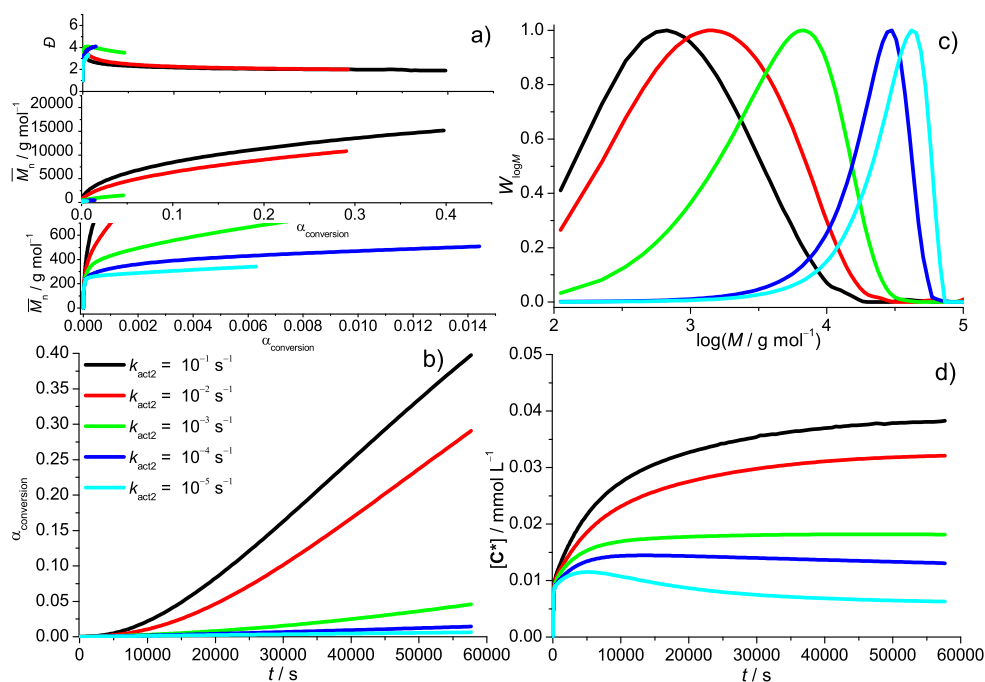 a)
Đ
6
4
2
0
M̄n / g mol⁻¹
20000
15000
10000
5000
0
0.0 0.1 0.2 0.3 0.4
αconversion
M̄n / g mol⁻¹
600
400
200
0
0.000 0.002 0.004 0.006 0.008 0.010 0.012 0.014
αconversion
c)
WlogM
1.0
0.8
0.6
0.4
0.2
0.0
2 3 4 5
log(M / g mol⁻¹)
b)
αconversion
0.40
0.35
0.30
0.25
0.20
0.15
0.10
0.05
0.00
kact2 = 10⁻¹ s⁻¹
kact2 = 10⁻² s⁻¹
kact2 = 10⁻³ s⁻¹
kact2 = 10⁻⁴ s⁻¹
kact2 = 10⁻⁵ s⁻¹
0 10000 20000 30000 40000 50000 60000
t / s
d)
[C*] / mmol L⁻¹
0.05
0.04
0.03
0.02
0.01
0.00
0 10000 20000 30000 40000 50000 60000
t / s